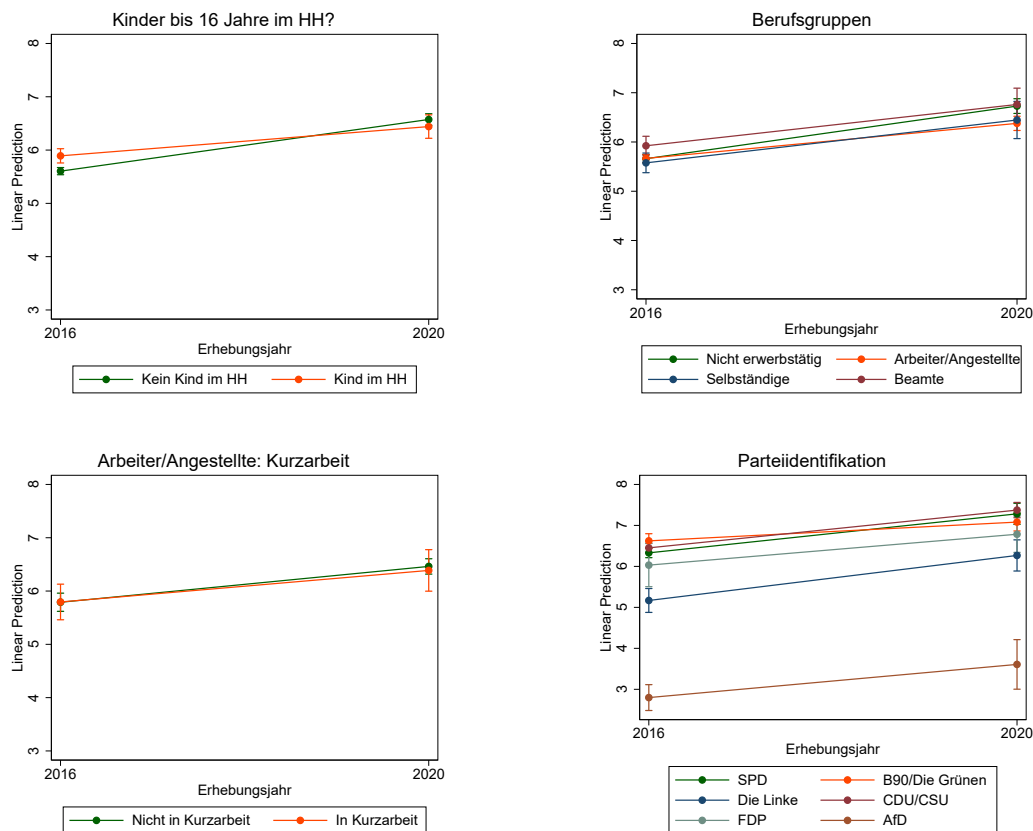 Kinder bis 16 Jahre im HH?
8
7
6
5
4
3
Linear Prediction
2016 2020
Erhebungsjahr
Kein Kind im HH Kind im HH
Berufsgruppen
8
7
6
5
4
3
Linear Prediction
2016 2020
Erhebungsjahr
Nicht erwerbstätig Arbeiter/Angestellte
Selbständige Beamte
Arbeiter/Angestellte: Kurzarbeit
8
7
6
5
4
3
Linear Prediction
2016 2020
Erhebungsjahr
Nicht in Kurzarbeit In Kurzarbeit
Parteiidentifikation
8
7
6
5
4
3
Linear Prediction
2016 2020
Erhebungsjahr
SPD B90/Die Grünen
Die Linke CDU/CSU
FDP AfD